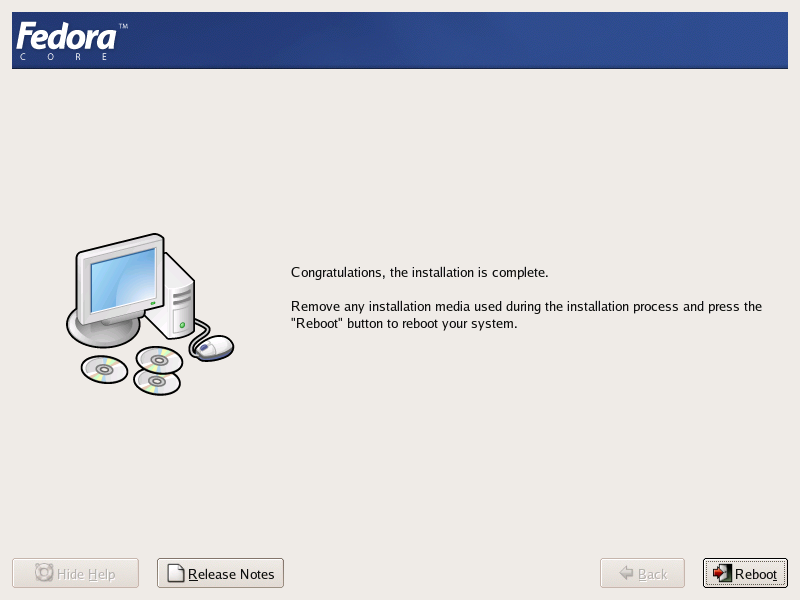 Fedora™
CORE
Congratulations, the installation is complete.
Remove any installation media used during the installation process and press the
"Reboot" button to reboot your system.
Hide Help
Release Notes
Back
Reboot